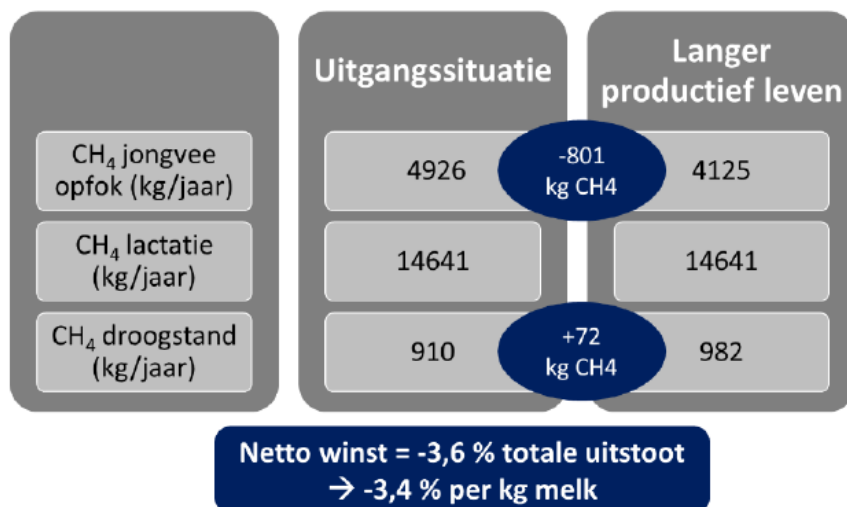 Uitgangssituatie
Langer
productief leven
CH₄ jongvee
opfok (kg/jaar)
4926
-801
kg CH4
4125
CH₄ lactatie
(kg/jaar)
14641
14641
CH₄ droogstand
(kg/jaar)
910
+72
kg CH4
982
Netto winst = -3,6 % totale uitstoot
→ -3,4 % per kg melk